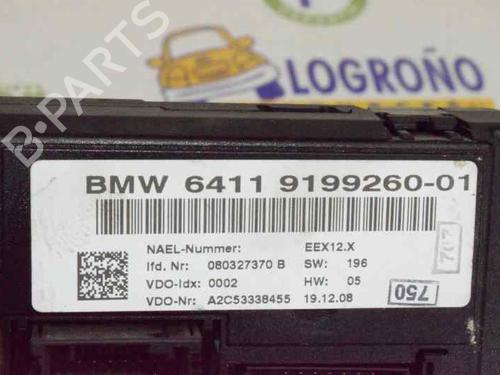 LOGROÑO
B-PARTS
BMW 6411 9199260-01
NAEL-Nummer: EEX12.X
lfd. Nr: 080327370 B SW: 196
VDO-Idx: 0002 HW: 05
VDO-Nr: A2C53338455 19.12.08
707
750